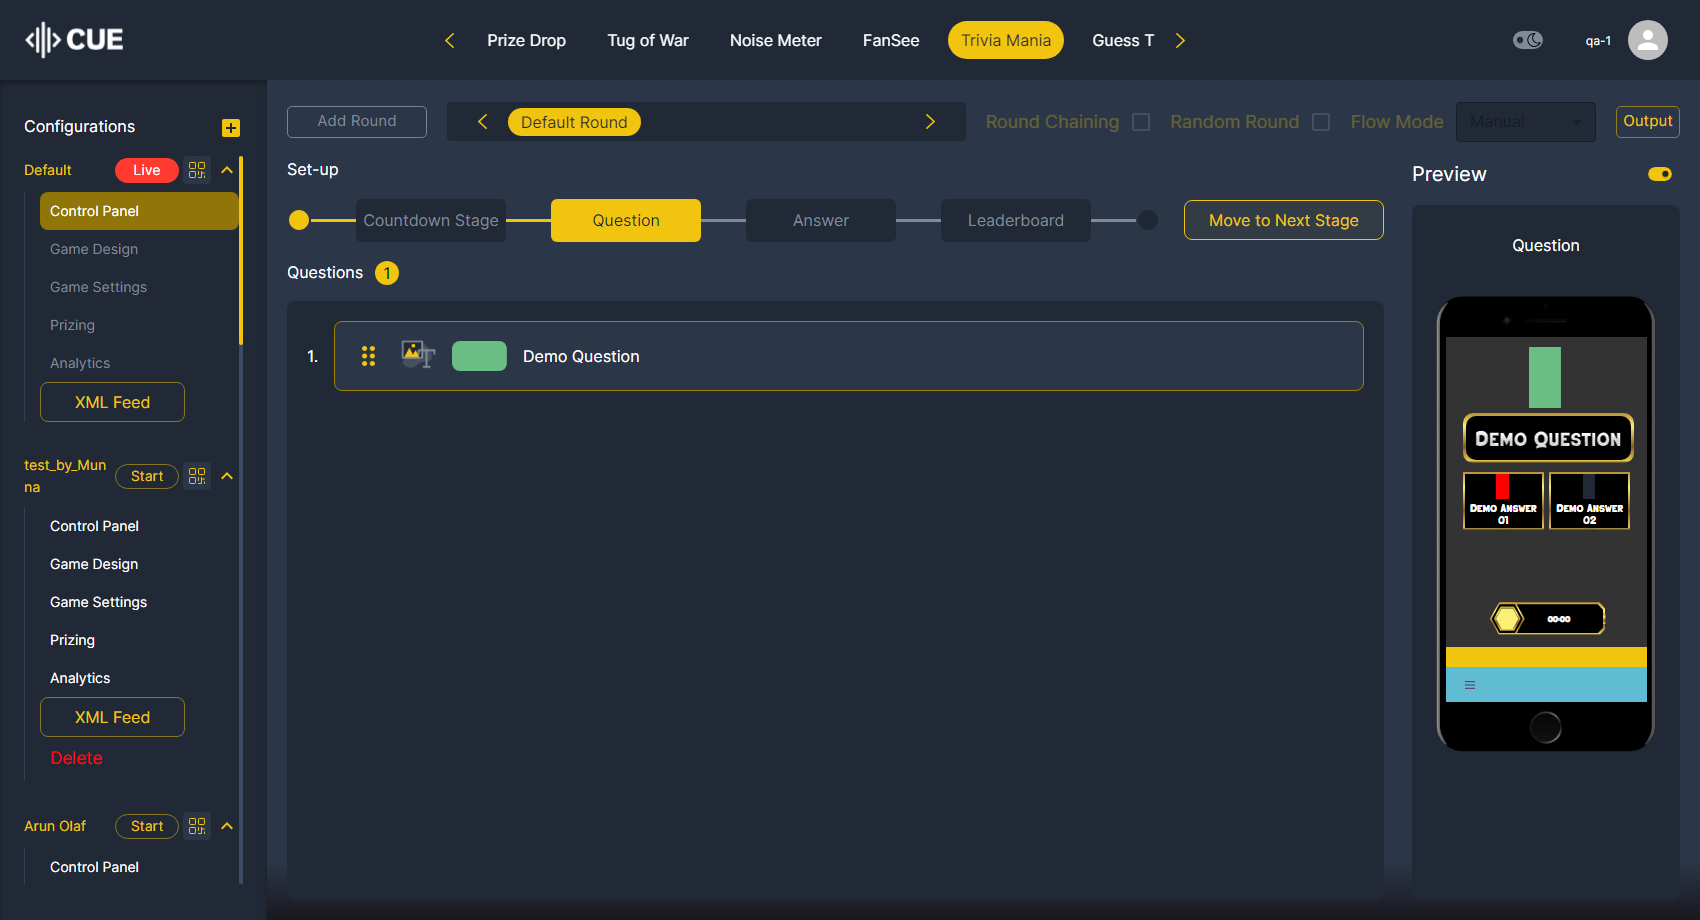 CUE
Prize Drop
Tug of War
Noise Meter
FanSee
Trivia Mania
Guess T
qa-1
Configurations
Default
Live
Control Panel
Game Design
Game Settings
Prizing
Analytics
XML Feed
test_by_Mun
na
Start
Control Panel
Game Design
Game Settings
Prizing
Analytics
XML Feed
Delete
Arun Olaf
Start
Control Panel
Add Round
Default Round
Round Chaining
Random Round
Flow Mode
Manual
Output
Set-up
Countdown Stage
Question
Answer
Leaderboard
Move to Next Stage
Questions 1
1.
Demo Question
Preview
Question
Demo Question
Demo Answer
01
Demo Answer
02
00:00